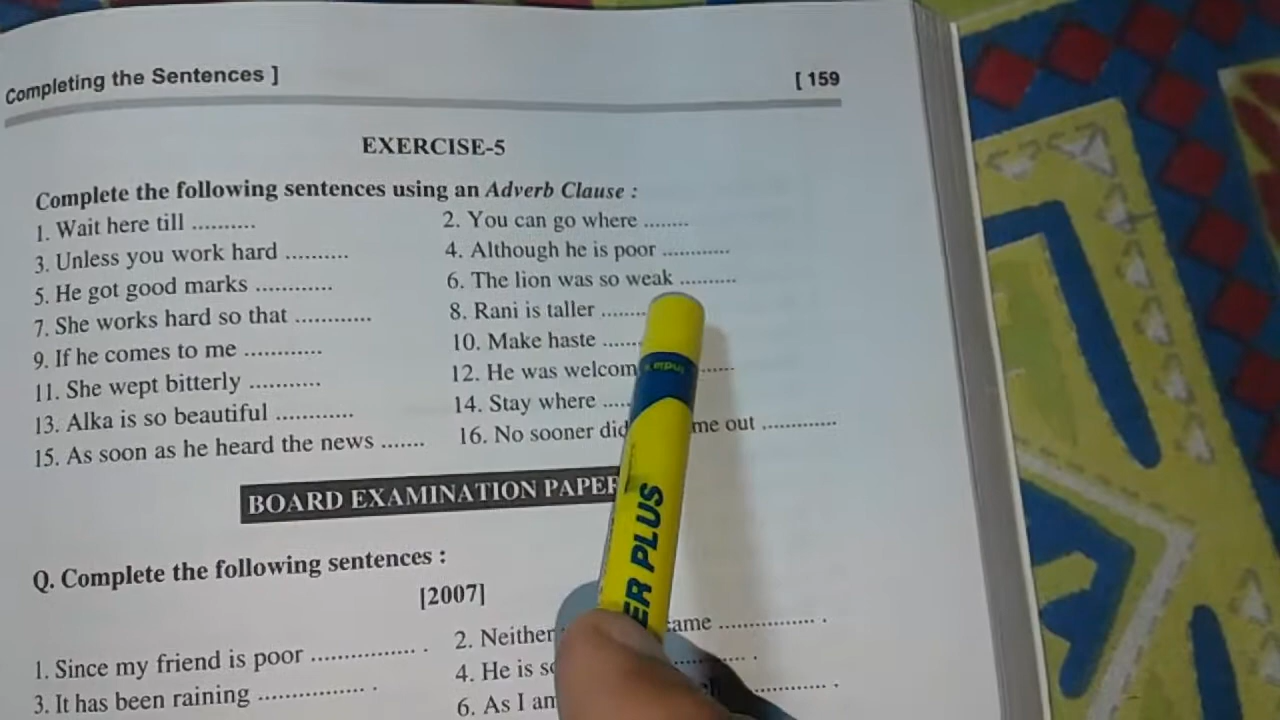 Completing the Sentences ]
[ 159
EXERCISE-5
Complete the following sentences using an Adverb Clause :
1. Wait here till ..........
2. You can go where ........
3. Unless you work hard ..........
4. Although he is poor ............
5. He got good marks ............
6. The lion was so weak ..........
7. She works hard so that ............
8. Rani is taller ........
9. If he comes to me ............
10. Make haste ......
11. She wept bitterly ...........
12. He was ......
13. Alka is so beautiful ............
14. Stay where .....
15. As soon as he heard the news .......
16. No sooner did out .............
BOARD EXAMINATION
Q. Complete the following sentences :
[2007]
1. Since my friend is poor ................ .
2. Neither ............... .
3. It has been raining ................ .
4. He is .......... .
6. As I ............ .
PLUS